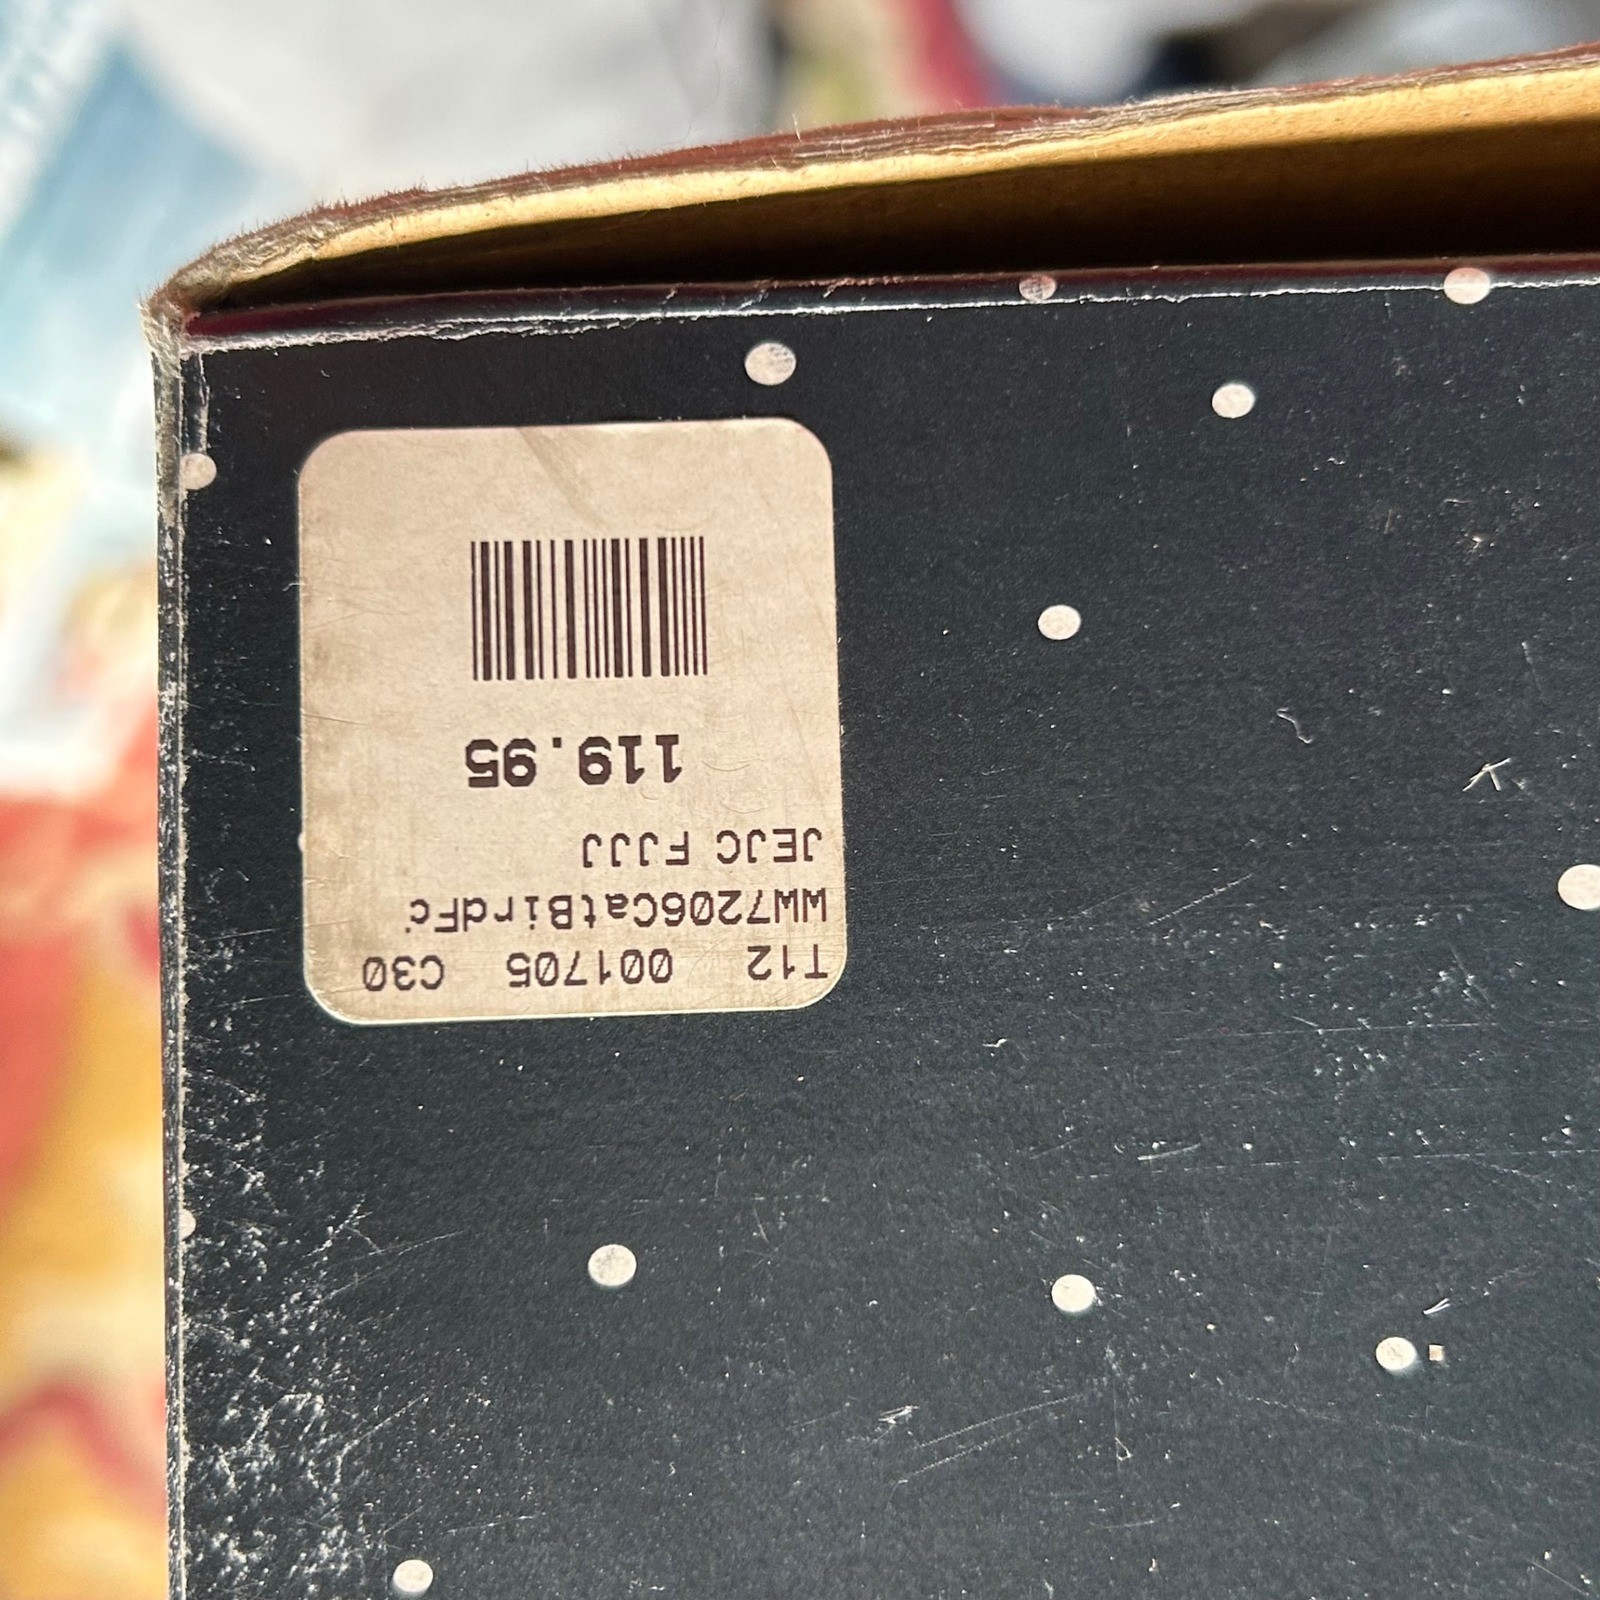 T12 001705 C30
WW7206CatBirdFc
JEJC FJJJ
119.95